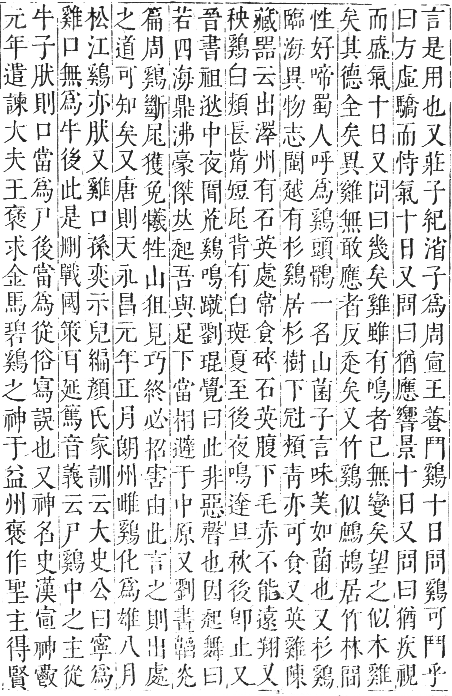 言是用也又莊子紀渻子爲周宣王養鬥鷄十日問鷄可鬥乎
曰方虛驕而恃氣十日又問曰猶應響景十日又問曰猶疾視
而盛氣十日又問曰幾矣雞雖有鳴者已無變矣望之似木雞
矣其德全矣異雞無敢應者反走矣又竹鷄似鷓鴣居竹林間
性好啼蜀人呼爲鷄頭鶻一名山菌子言味美如菌也又杉鷄
臨海異物志閩越有杉鷄居杉樹下冠頰靑亦可食又英雞陳
藏器云出澤州有石英處常食碎石英腹下毛赤不能遠翔又
秧鷄白頰長觜短尾背有白斑夏至後夜鳴逹旦秋後卽止又
晉書祖逖中夜聞荒鷄鳴蹴劉琨覺曰此非惡聲也因起舞曰
若四海鼎沸豪傑並起吾與足下當相避于中原又劉晝韜光
篇周鷄斷尾獲免犧牲山狙見巧終必招害由此言之則出處
之道可知矣又唐則天永昌元年正月朗州雌鷄化爲雄八月
松江鷄亦肰又雞口孫奕示兒編顏氏家訓云大史公曰寧爲
雞口無爲牛後此是刪戰國策耳延篤音義云尸鷄中之主從
牛子肰則口當爲尸後當爲從俗寫誤也又神名史漢宣神爵
元年遣諫大夫王褒求金馬碧鷄之神于益州褒作聖主得賢